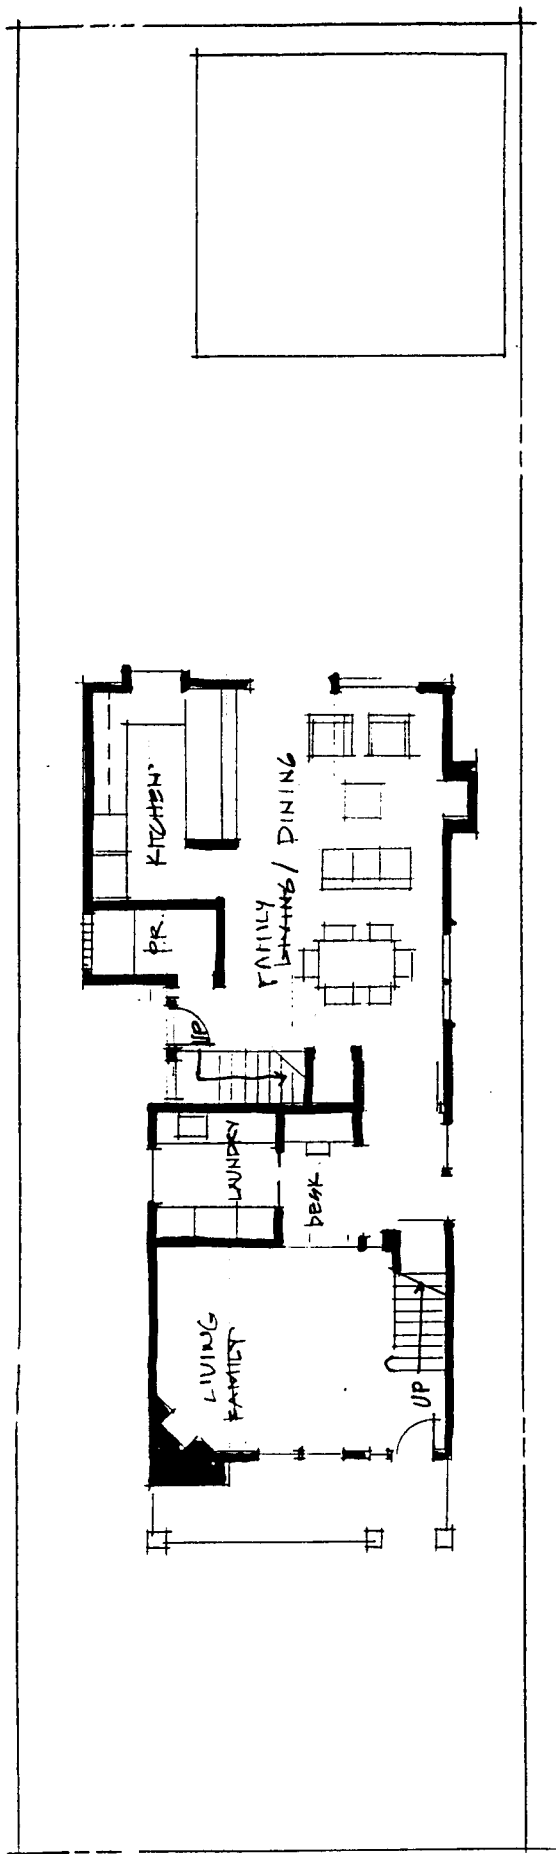 KITCHEN
P.R.
FAMILY
LIVING / DINING
UP
LAUNDRY
DESK
LIVING
FAMILY
UP